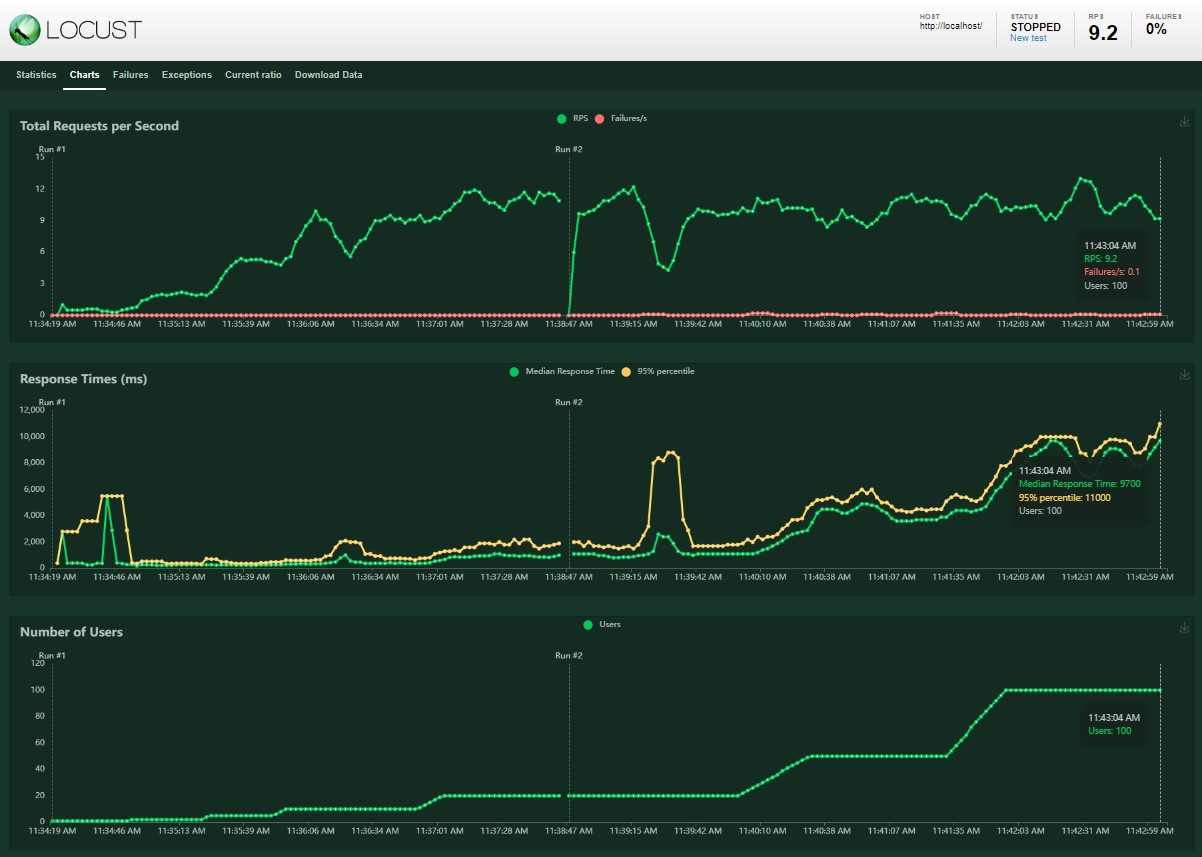 LOCUST
HOST
http://localhost/
STATUS
STOPPED
New test
RPS
9.2
FAILURES
0%
Statistics Charts Failures Exceptions Current ratio Download Data
Total Requests per Second
RPS Failures/s
Run #1 Run #2
15
12
9
6
3
0
11:43:04 AM
RPS: 9.2
Failures/s: 0.1
Users: 100
11:34:19 AM 11:34:46 AM 11:35:13 AM 11:35:39 AM 11:36:06 AM 11:36:34 AM 11:37:01 AM 11:37:28 AM 11:38:47 AM 11:39:15 AM 11:39:42 AM 11:40:10 AM 11:40:38 AM 11:41:07 AM 11:41:35 AM 11:42:03 AM 11:42:31 AM 11:42:59 AM
Response Times (ms)
Median Response Time 95% percentile
Run #1 Run #2
12,000
10,000
8,000
6,000
4,000
2,000
0
11:43:04 AM
Median Response Time: 9700
95% percentile: 11000
Users: 100
11:34:19 AM 11:34:46 AM 11:35:13 AM 11:35:39 AM 11:36:06 AM 11:36:34 AM 11:37:01 AM 11:37:28 AM 11:38:47 AM 11:39:15 AM 11:39:42 AM 11:40:10 AM 11:40:38 AM 11:41:07 AM 11:41:35 AM 11:42:03 AM 11:42:31 AM 11:42:59 AM
Number of Users
Users
Run #1 Run #2
120
100
80
60
40
20
0
11:43:04 AM
Users: 100
11:34:19 AM 11:34:46 AM 11:35:13 AM 11:35:39 AM 11:36:06 AM 11:36:34 AM 11:37:01 AM 11:37:28 AM 11:38:47 AM 11:39:15 AM 11:39:42 AM 11:40:10 AM 11:40:38 AM 11:41:07 AM 11:41:35 AM 11:42:03 AM 11:42:31 AM 11:42:59 AM